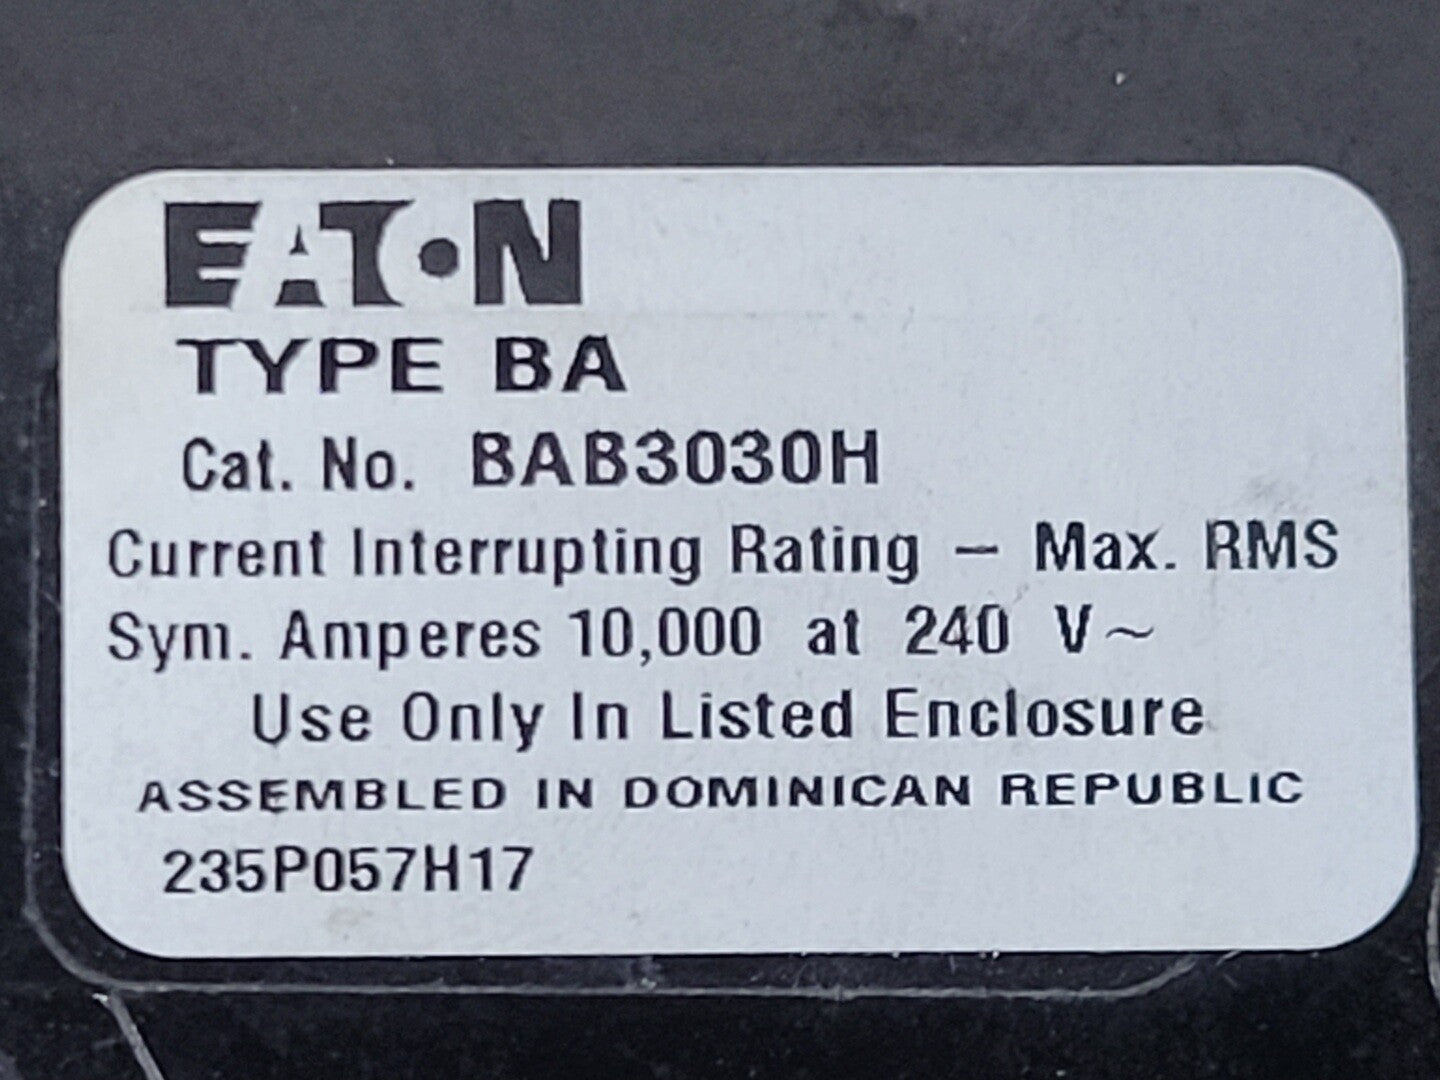 EATON
TYPE BA
Cat. No. BAB3030H
Current Interrupting Rating – Max. RMS
Sym. Amperes 10,000 at 240 V~
Use Only In Listed Enclosure
ASSEMBLED IN DOMINICAN REPUBLIC
235P057H17